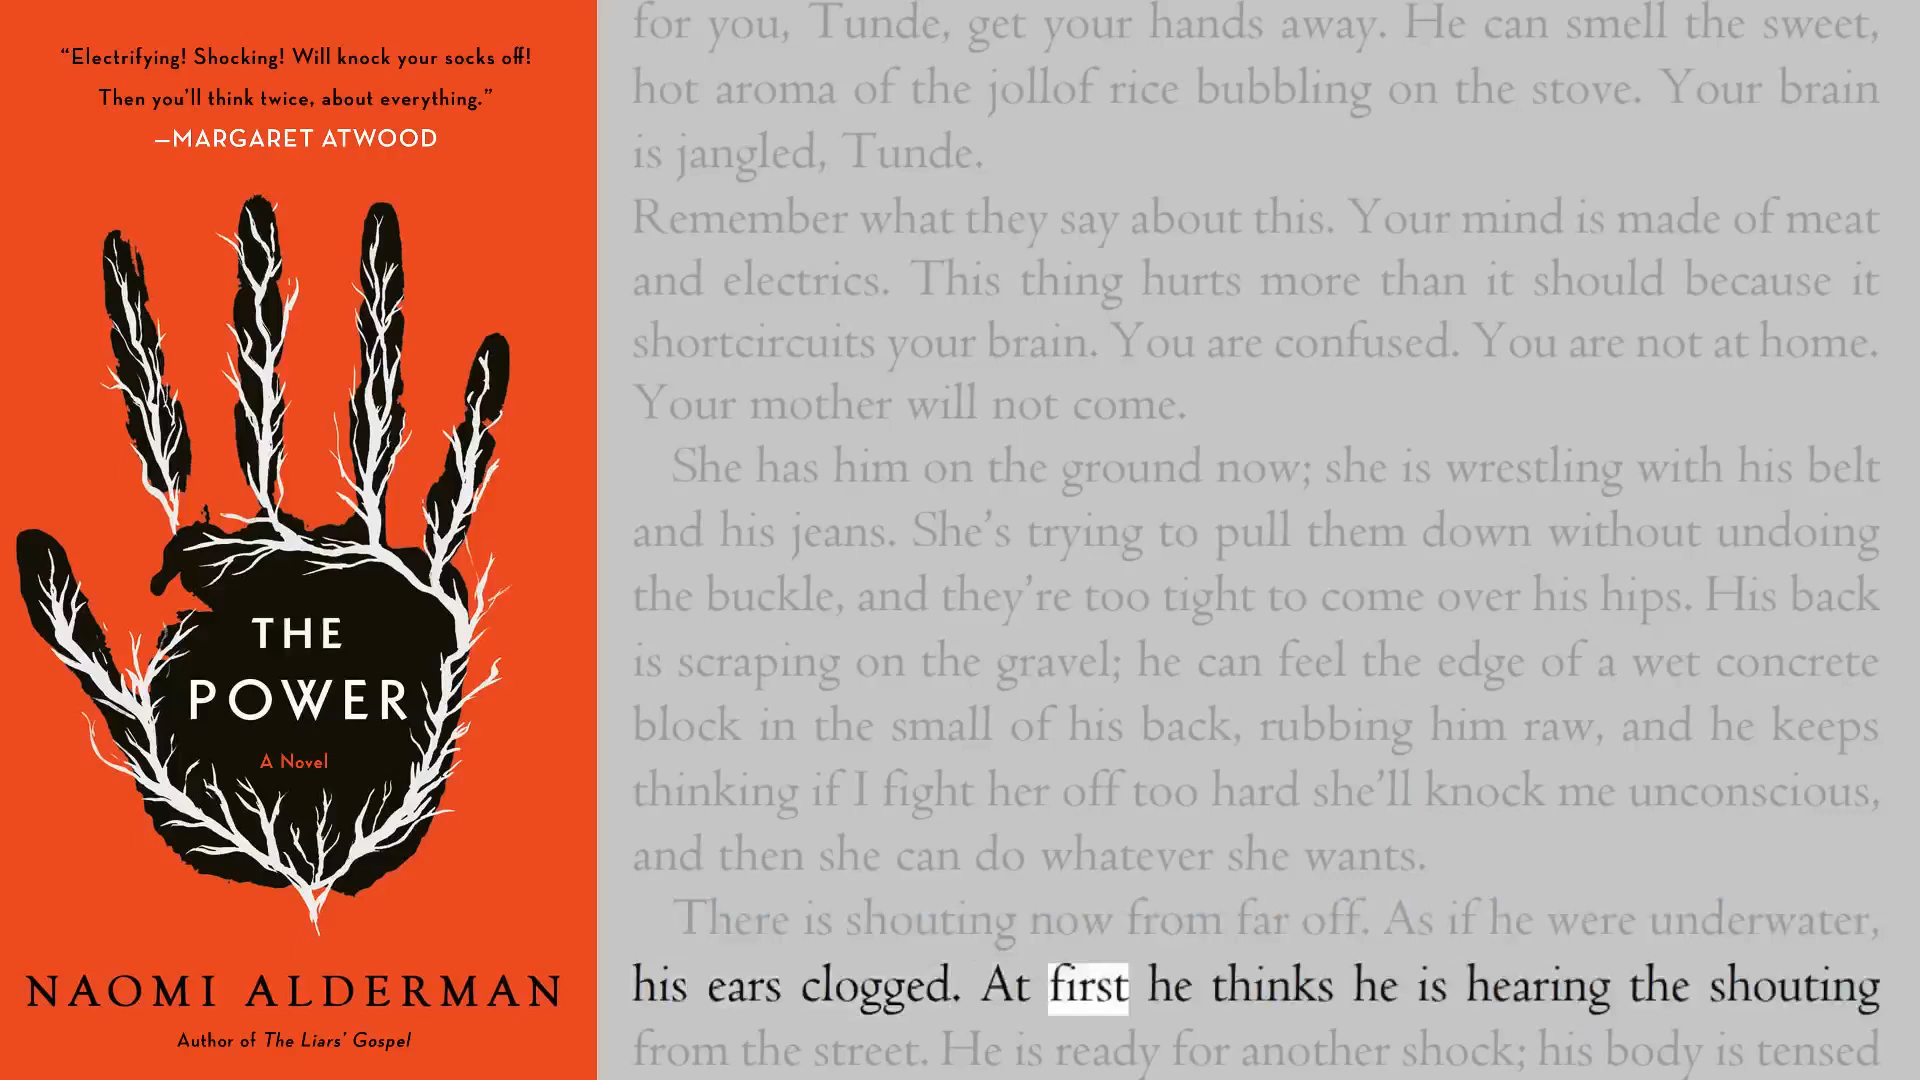 “Electrifying! Shocking! Will knock your socks off!
Then you’ll think twice, about everything.”
—MARGARET ATWOOD
THE
POWER
A Novel
NAOMI ALDERMAN
Author of The Liars’ Gospel
for you, Tunde, get your hands away. He can smell the sweet,
hot aroma of the jollof rice bubbling on the stove. Your brain
is jangled, Tunde.
Remember what they say about this. Your mind is made of meat
and electrics. This thing hurts more than it should because it
shortcircuits your brain. You are confused. You are not at home.
Your mother will not come.
She has him on the ground now; she is wrestling with his belt
and his jeans. She’s trying to pull them down without undoing
the buckle, and they’re too tight to come over his hips. His back
is scraping on the gravel; he can feel the edge of a wet concrete
block in the small of his back, rubbing him raw, and he keeps
thinking if I fight her off too hard she’ll knock me unconscious,
and then she can do whatever she wants.
There is shouting now from far off. As if he were underwater,
his ears clogged. At first he thinks he is hearing the shouting
from the street. He is ready for another shock; his body is tensed